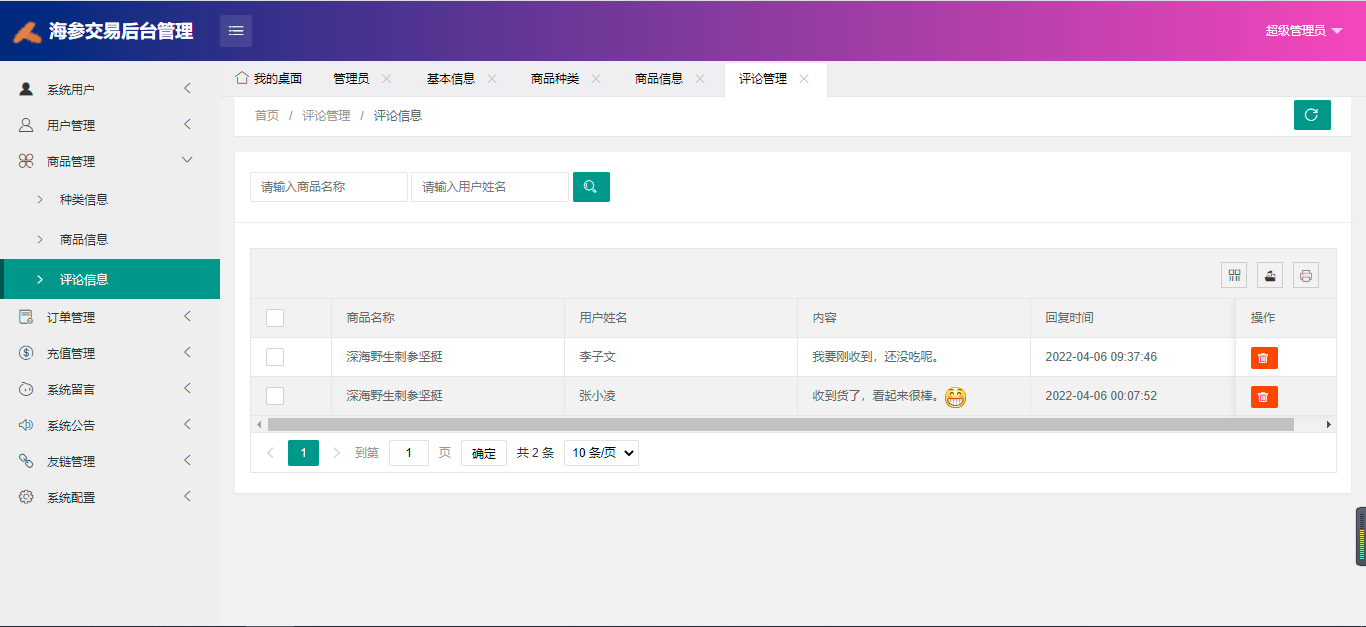 海参交易后台管理
超级管理员
系统用户
用户管理
商品管理
种类信息
商品信息
评论信息
订单管理
充值管理
系统留言
系统公告
友链管理
系统配置
我的桌面 管理员 基本信息 商品种类 商品信息 评论管理
首页 / 评论管理 / 评论信息
请输入商品名称 请输入用户姓名
商品名称 用户姓名 内容 回复时间 操作
深海野生刺参坚挺 李子文 我要刚收到，还没吃呢。 2022-04-06 09:37:46
深海野生刺参坚挺 张小凌 收到货了，看起来很棒。 2022-04-06 00:07:52
1 到第 1 页 确定 共 2 条 10 条/页